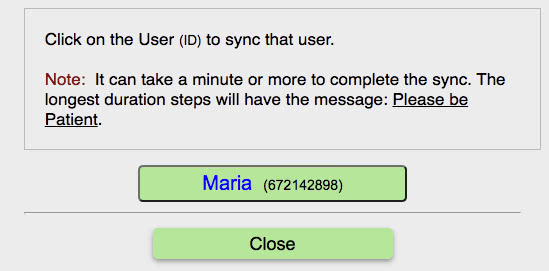 Click on the User (ID) to sync that user.
Note: It can take a minute or more to complete the sync. The
longest duration steps will have the message: Please be
Patient.
Maria (672142898)
Close